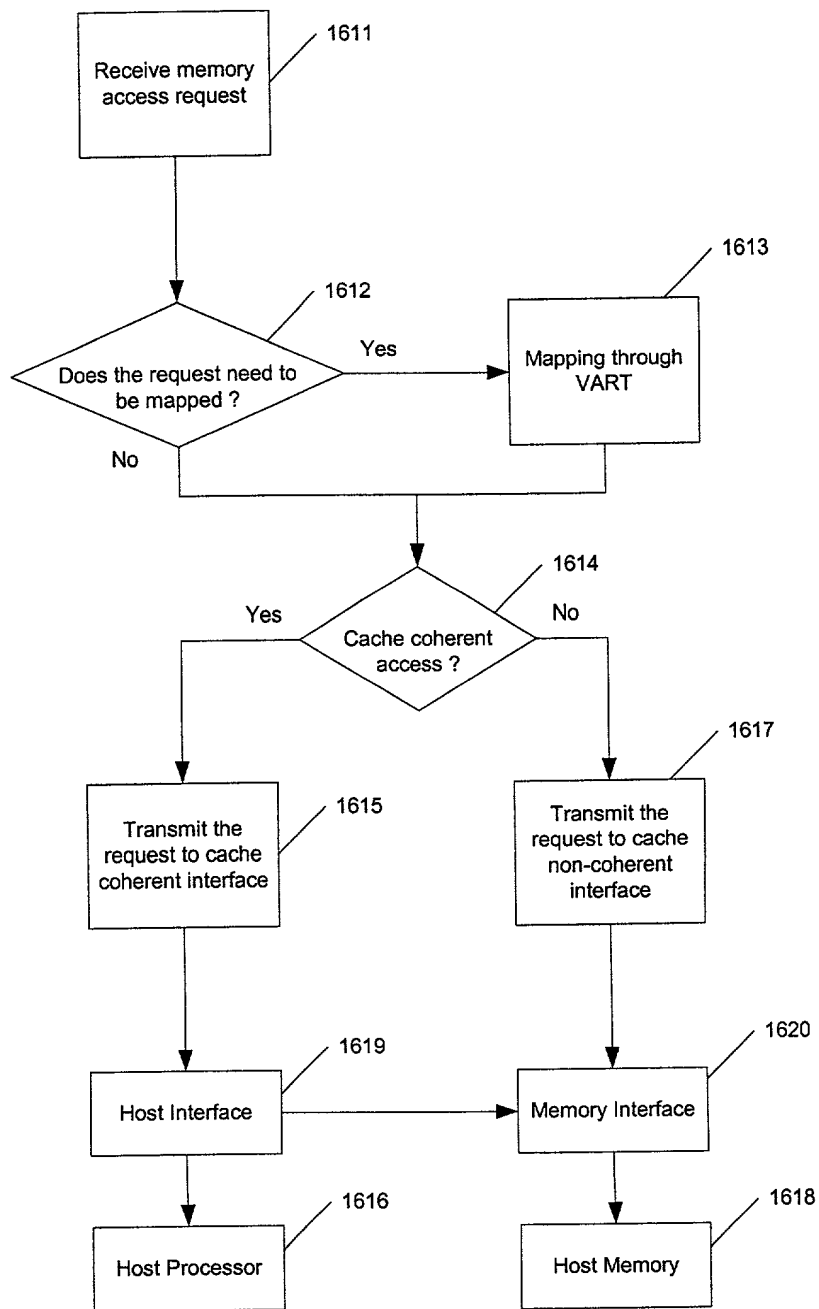 1611
Receive memory
access request
1613
1612
Yes
Does the request need to
be mapped ?
Mapping through
VART
No
1614
Yes
No
Cache coherent
access ?
1617
1615
Transmit the
request to cache
coherent interface
Transmit the
request to cache
non-coherent
interface
1619
1620
Host Interface
Memory Interface
1616
1618
Host Processor
Host Memory